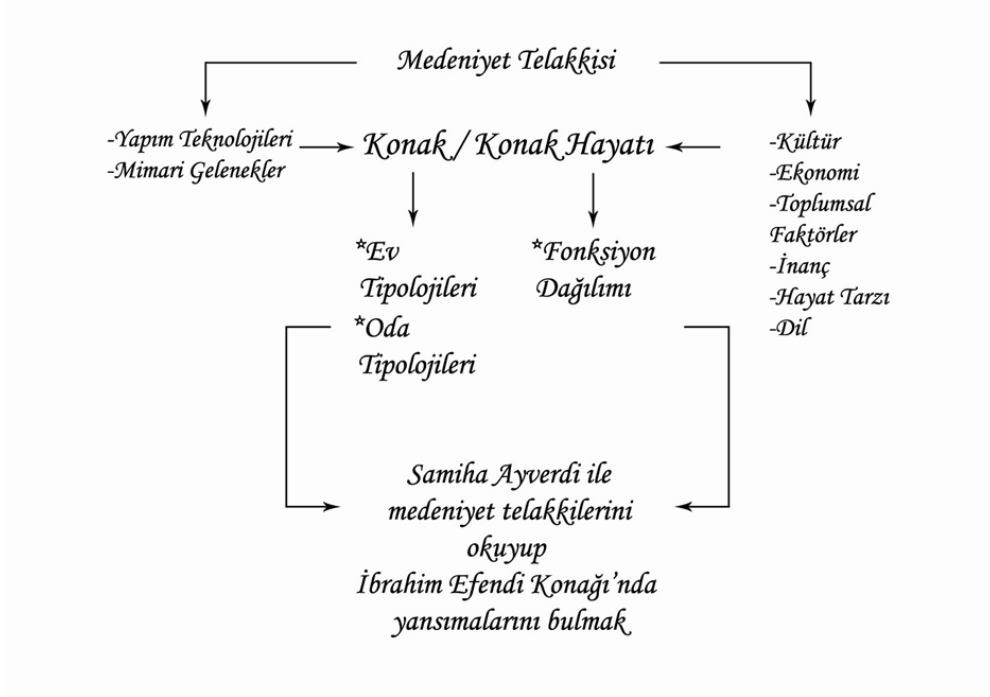 Medeniyet Telakkisi
-Yapım Teknolojileri
-Mimari Gelenekler
Konak / Konak Hayatı
-Kültür
-Ekonomi
-Toplumsal
Faktörler
-İnanç
-Hayat Tarzı
-Dil
*Ev
Tipolojileri
*Oda
Tipolojileri
*Fonksiyon
Dağılımı
Samiha Ayverdi ile
medeniyet telakkilerini
okuyup
İbrahim Efendi Konağı'nda
yansımalarını bulmak